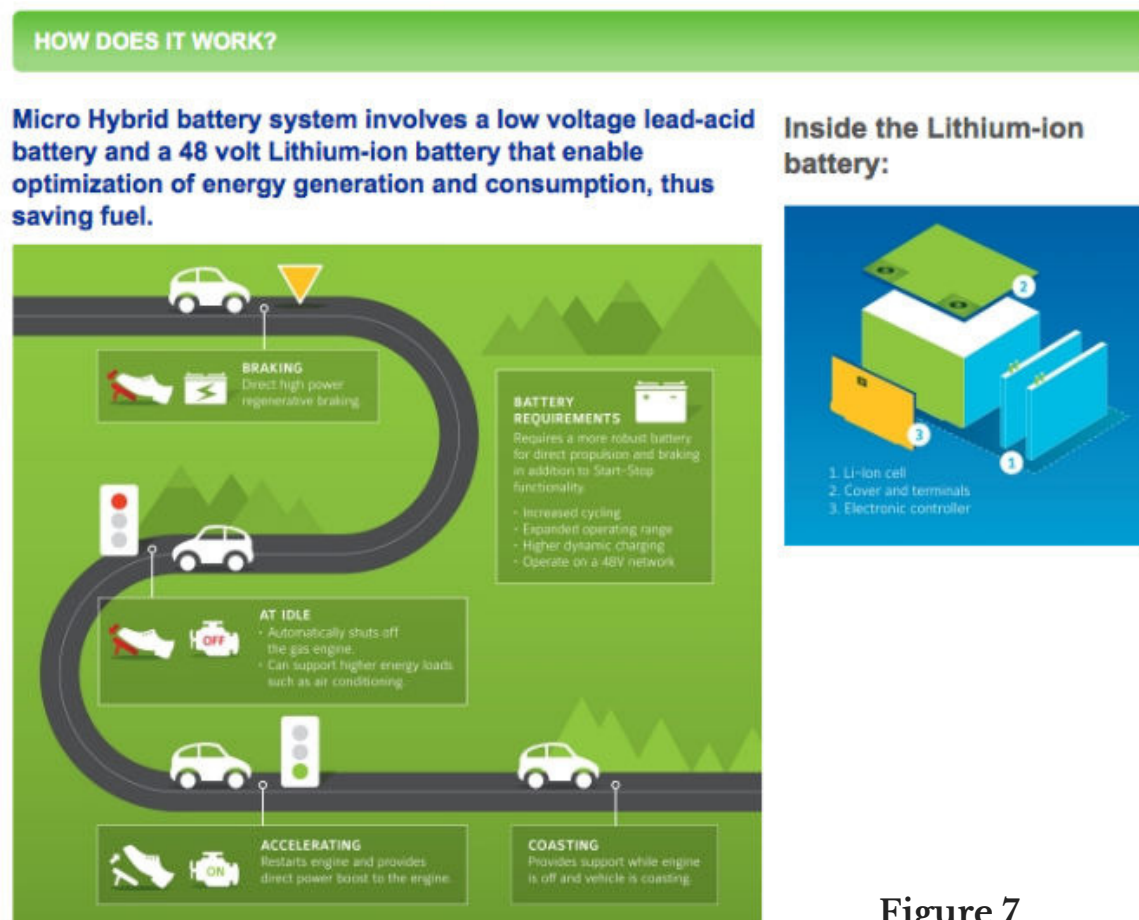 HOW DOES IT WORK?
Micro Hybrid battery system involves a low voltage lead-acid
battery and a 48 volt Lithium-ion battery that enable
optimization of energy generation and consumption, thus
saving fuel.
Inside the Lithium-ion
battery:
BRAKING
Direct high power
regenerative braking.
BATTERY
REQUIREMENTS
Requires a more robust battery
for direct propulsion and braking
in addition to Start-Stop
functionality.
- Increased cycling
- Expanded operating range
- Higher dynamic charging
- Operate on a 48V network
2
3
1
1. Li-Ion cell
2. Cover and terminals
3. Electronic controller
AT IDLE
OFF
- Automatically shuts off
the gas engine.
- Can support higher energy loads
such as air conditioning.
ACCELERATING
ON
Restarts engine and provides
direct power boost to the engine.
COASTING
Provides support while engine
is off and vehicle is coasting.
Figure 7